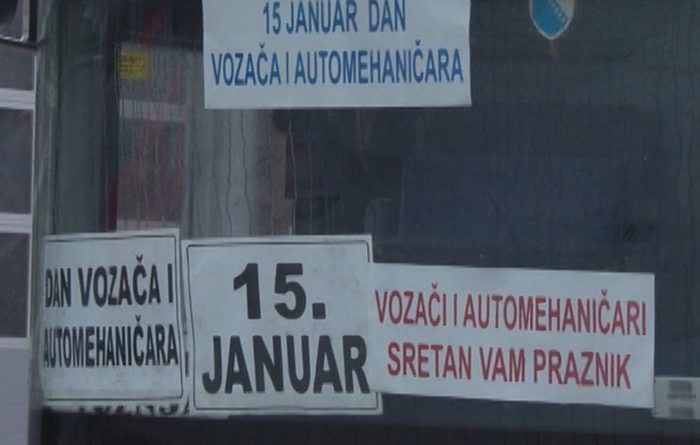 15 JANUAR DAN
VOZAČA I AUTOMEHANIČARA
DAN VOZAČA I
AUTOMEHANIČARA
15.
JANUAR
VOZAČI I AUTOMEHANIČARI
SRETAN VAM PRAZNIK